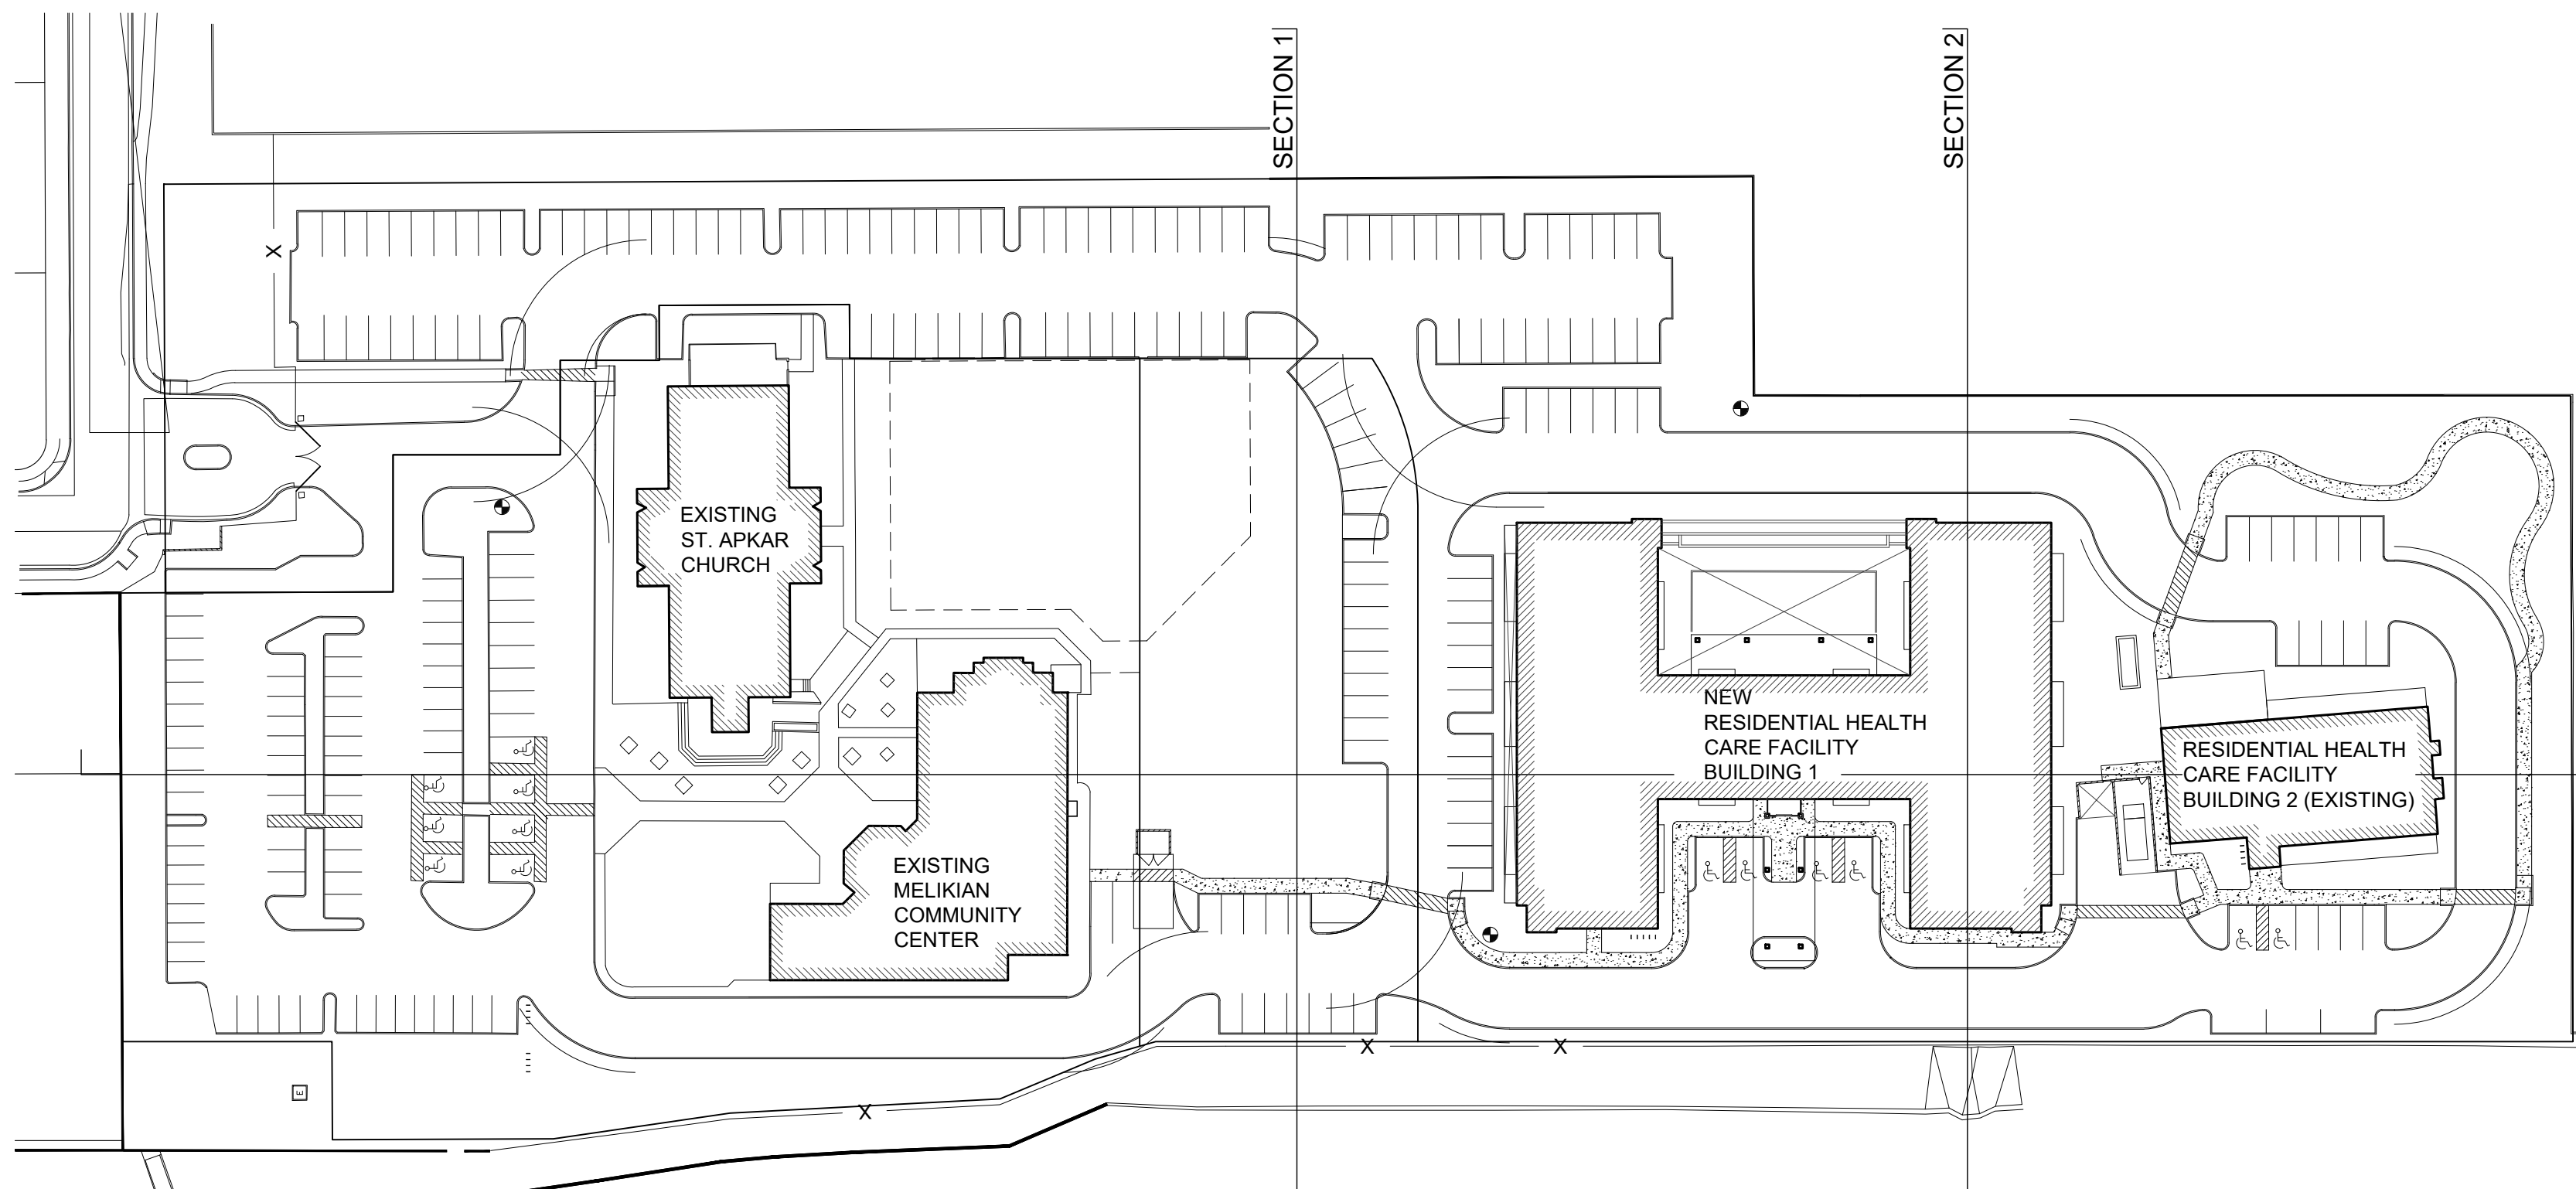 SECTION 1
SECTION 2
X
EXISTING
ST. APKAR
CHURCH
NEW
RESIDENTIAL HEALTH
CARE FACILITY
BUILDING 1
RESIDENTIAL HEALTH
CARE FACILITY
BUILDING 2 (EXISTING)
EXISTING
MELIKIAN
COMMUNITY
CENTER
X
X
E
X